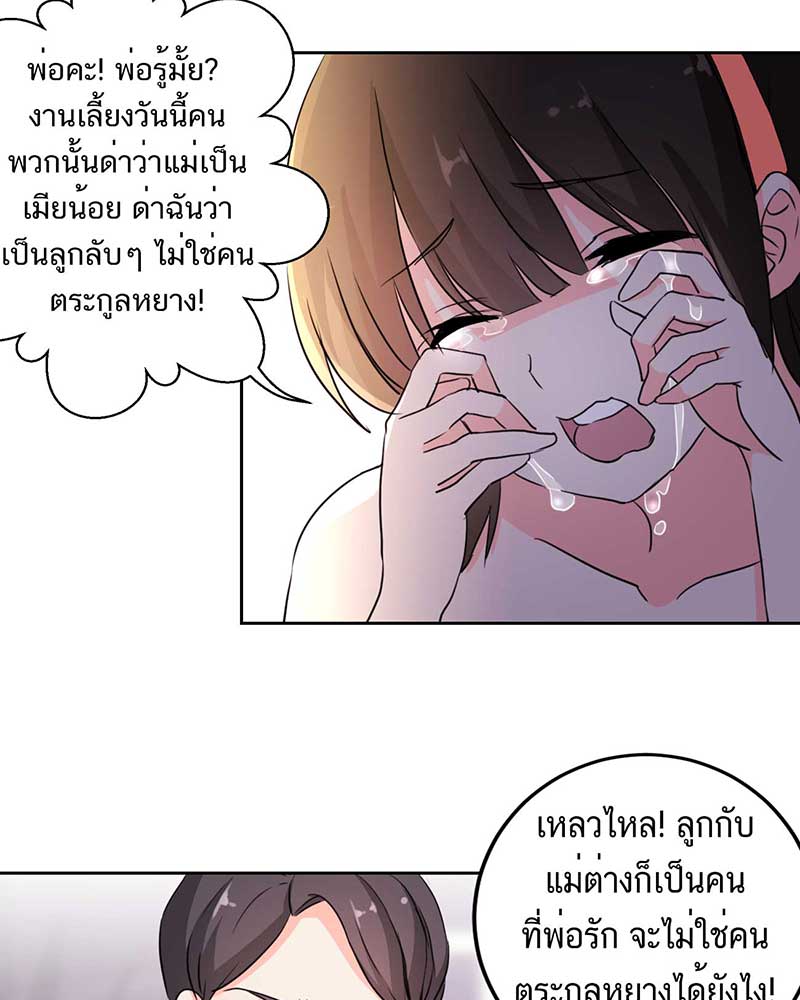 พ่อคะ! พ่อรู้มั้ย?
งานเลี้ยงวันนี้คน
พวกนั้นด่าว่าแม่เป็น
เมียน้อย ด่าฉันว่า
เป็นลูกลับๆ ไม่ใช่คน
ตระกูลหยาง!
เหลวไหล! ลูกกับ
แม่ต่างก็เป็นคน
ที่พ่อรัก จะไม่ใช่คน
ตระกูลหยางได้ยังไง!